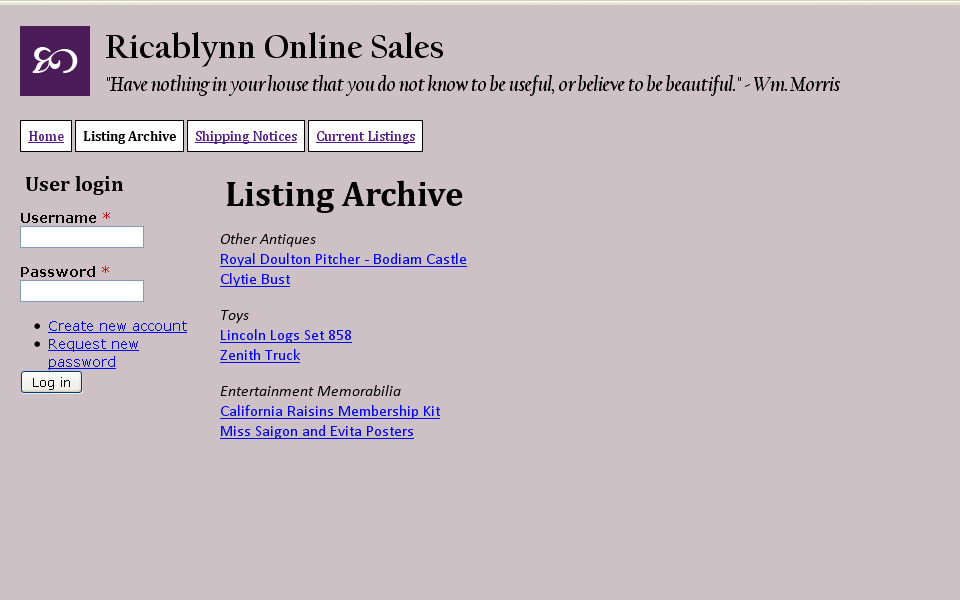 Ricablynn Online Sales
"Have nothing in your house that you do not know to be useful, or believe to be beautiful." - Wm. Morris
Home Listing Archive Shipping Notices Current Listings
User login
Username *
Password *
Create new account
Request new
password
Log in
Listing Archive
Other Antiques
Royal Doulton Pitcher - Bodiam Castle
Clytie Bust
Toys
Lincoln Logs Set 858
Zenith Truck
Entertainment Memorabilia
California Raisins Membership Kit
Miss Saigon and Evita Posters